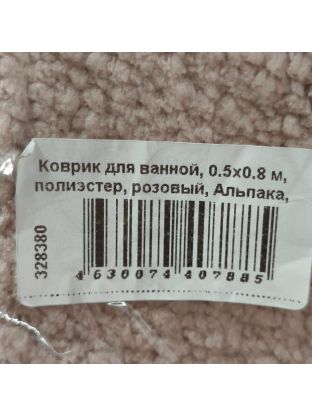 Коврик для ванной, 0.5х0.8 м,
полиэстер, розовый, Альпака,
328380
4 630074 407885